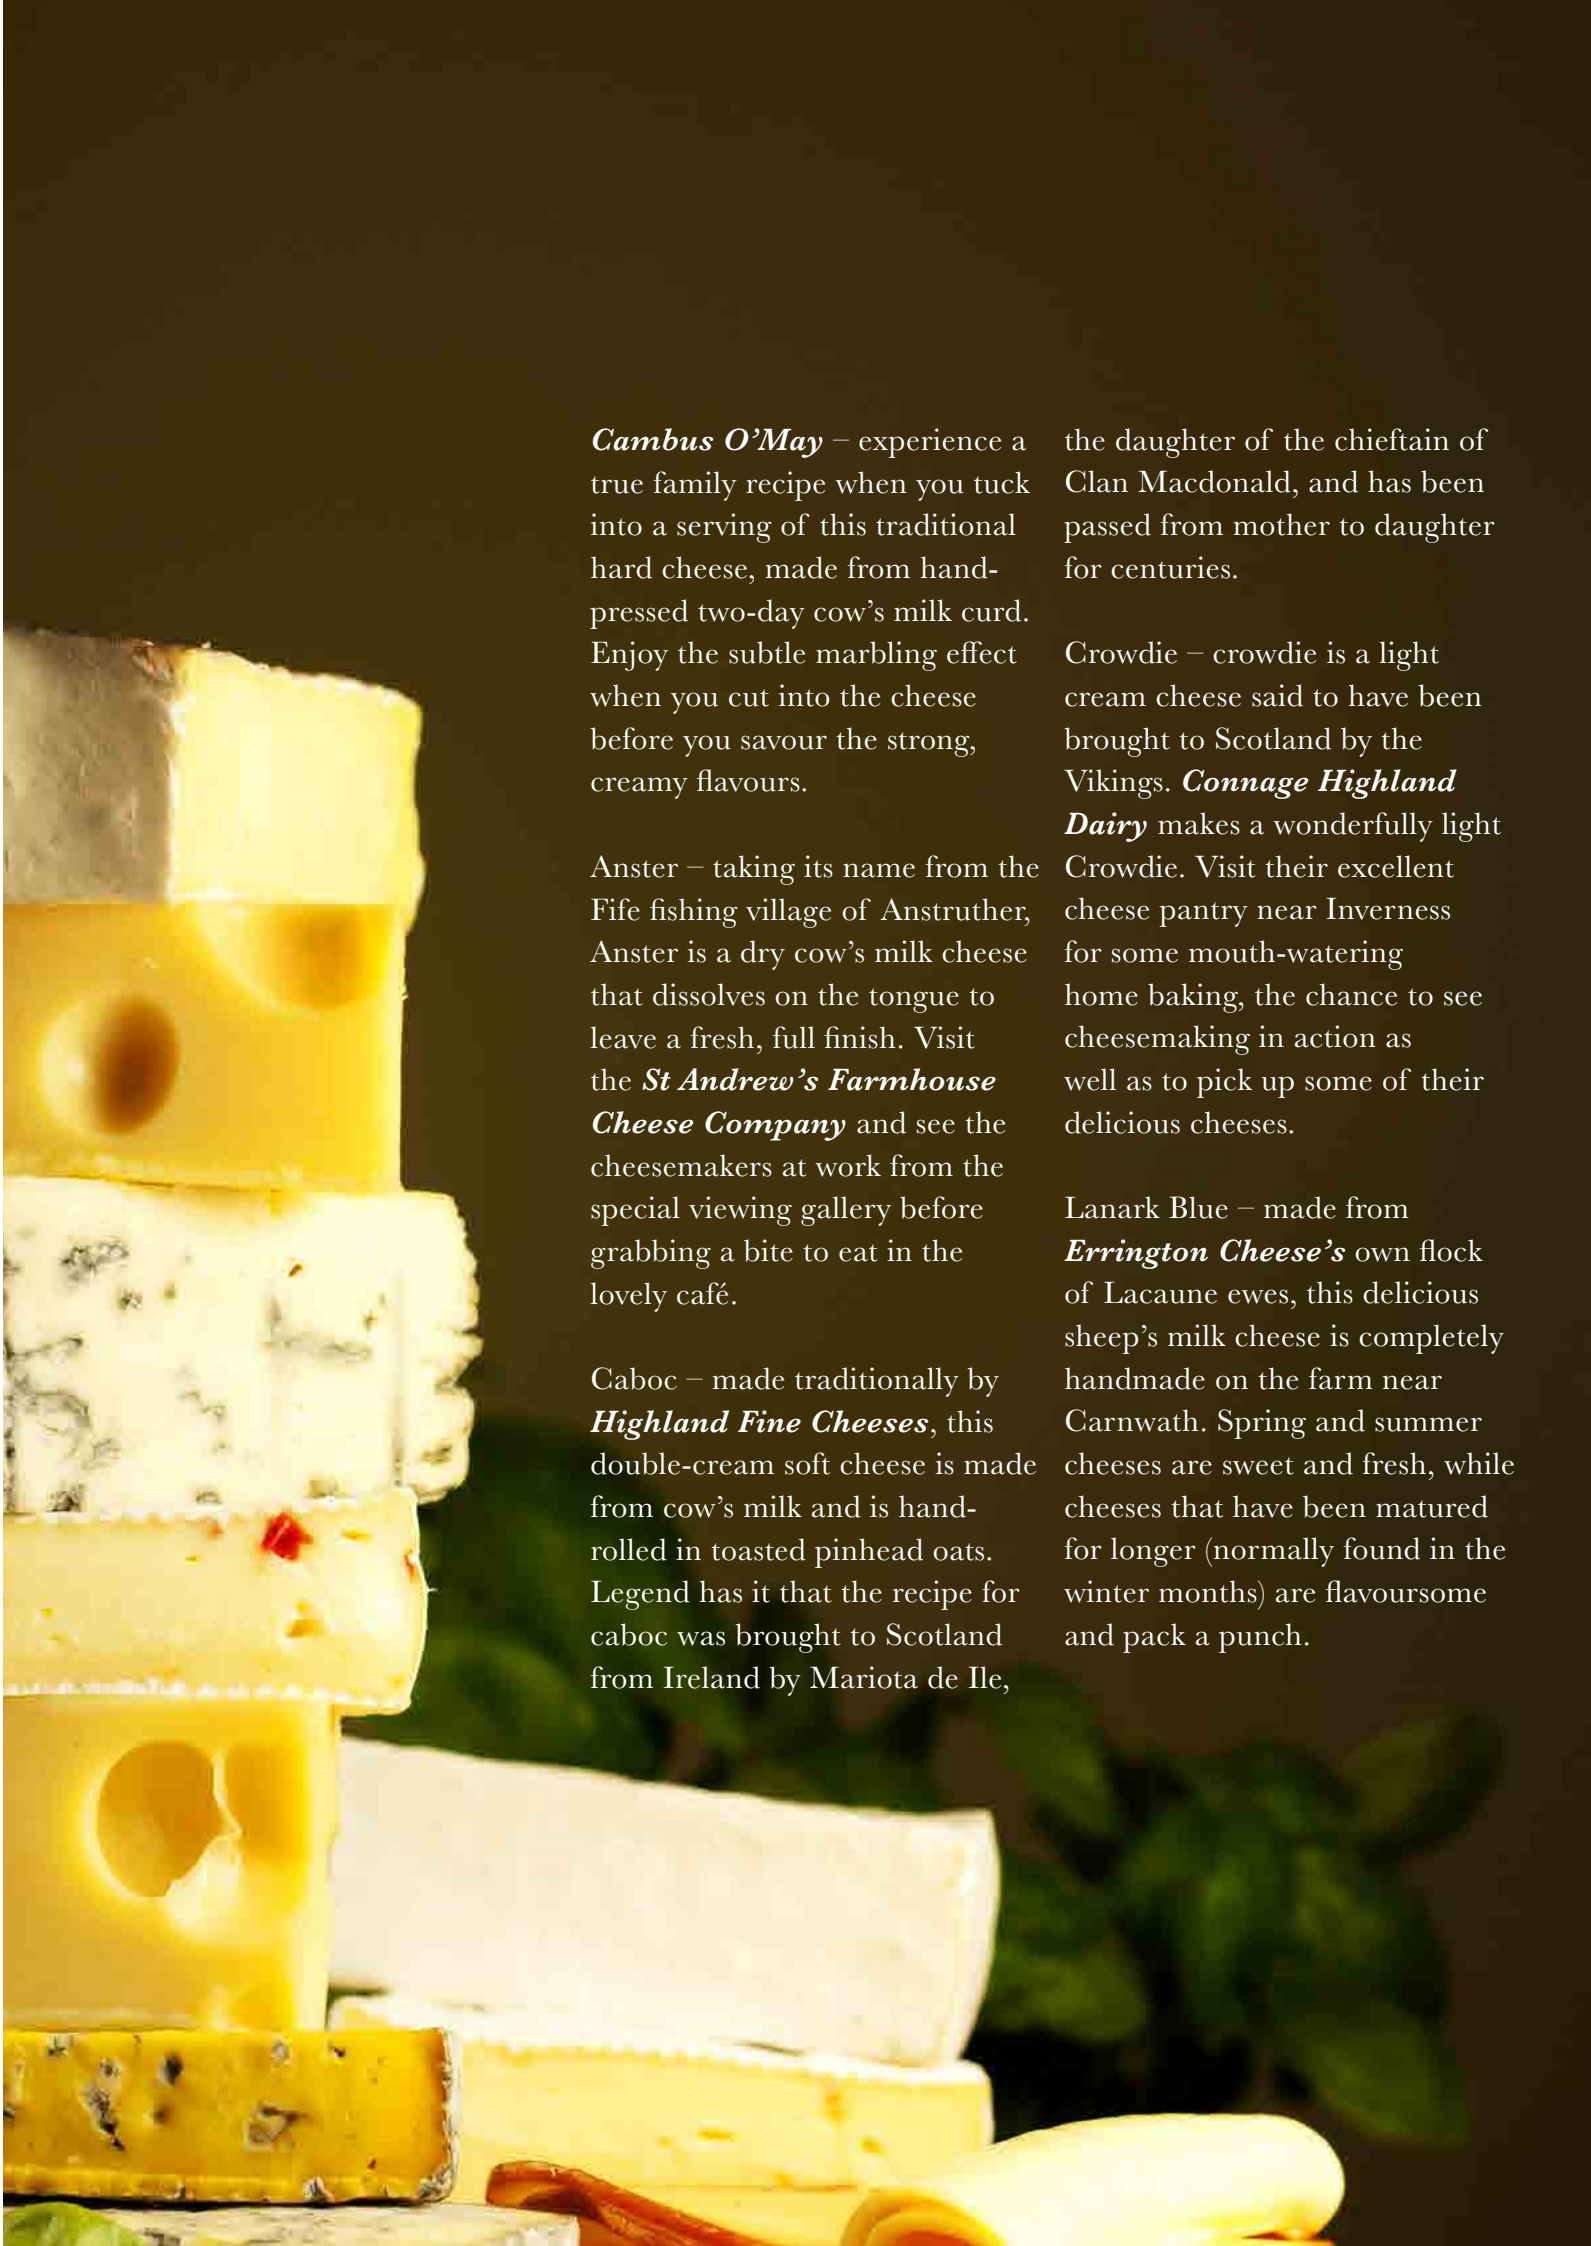 Cambus O’May – experience a
true family recipe when you tuck
into a serving of this traditional
hard cheese, made from hand-
pressed two-day cow’s milk curd.
Enjoy the subtle marbling effect
when you cut into the cheese
before you savour the strong,
creamy flavours.
Anster – taking its name from the
Fife fishing village of Anstruther,
Anster is a dry cow’s milk cheese
that dissolves on the tongue to
leave a fresh, full finish. Visit
the St Andrew’s Farmhouse
Cheese Company and see the
cheesemakers at work from the
special viewing gallery before
grabbing a bite to eat in the
lovely café.
Caboc – made traditionally by
Highland Fine Cheeses, this
double-cream soft cheese is made
from cow’s milk and is hand-
rolled in toasted pinhead oats.
Legend has it that the recipe for
caboc was brought to Scotland
from Ireland by Mariota de Ile,
the daughter of the chieftain of
Clan Macdonald, and has been
passed from mother to daughter
for centuries.
Crowdie – crowdie is a light
cream cheese said to have been
brought to Scotland by the
Vikings. Connage Highland
Dairy makes a wonderfully light
Crowdie. Visit their excellent
cheese pantry near Inverness
for some mouth-watering
home baking, the chance to see
cheesemaking in action as
well as to pick up some of their
delicious cheeses.
Lanark Blue – made from
Errington Cheese’s own flock
of Lacaune ewes, this delicious
sheep’s milk cheese is completely
handmade on the farm near
Carnwath. Spring and summer
cheeses are sweet and fresh, while
cheeses that have been matured
for longer (normally found in the
winter months) are flavoursome
and pack a punch.